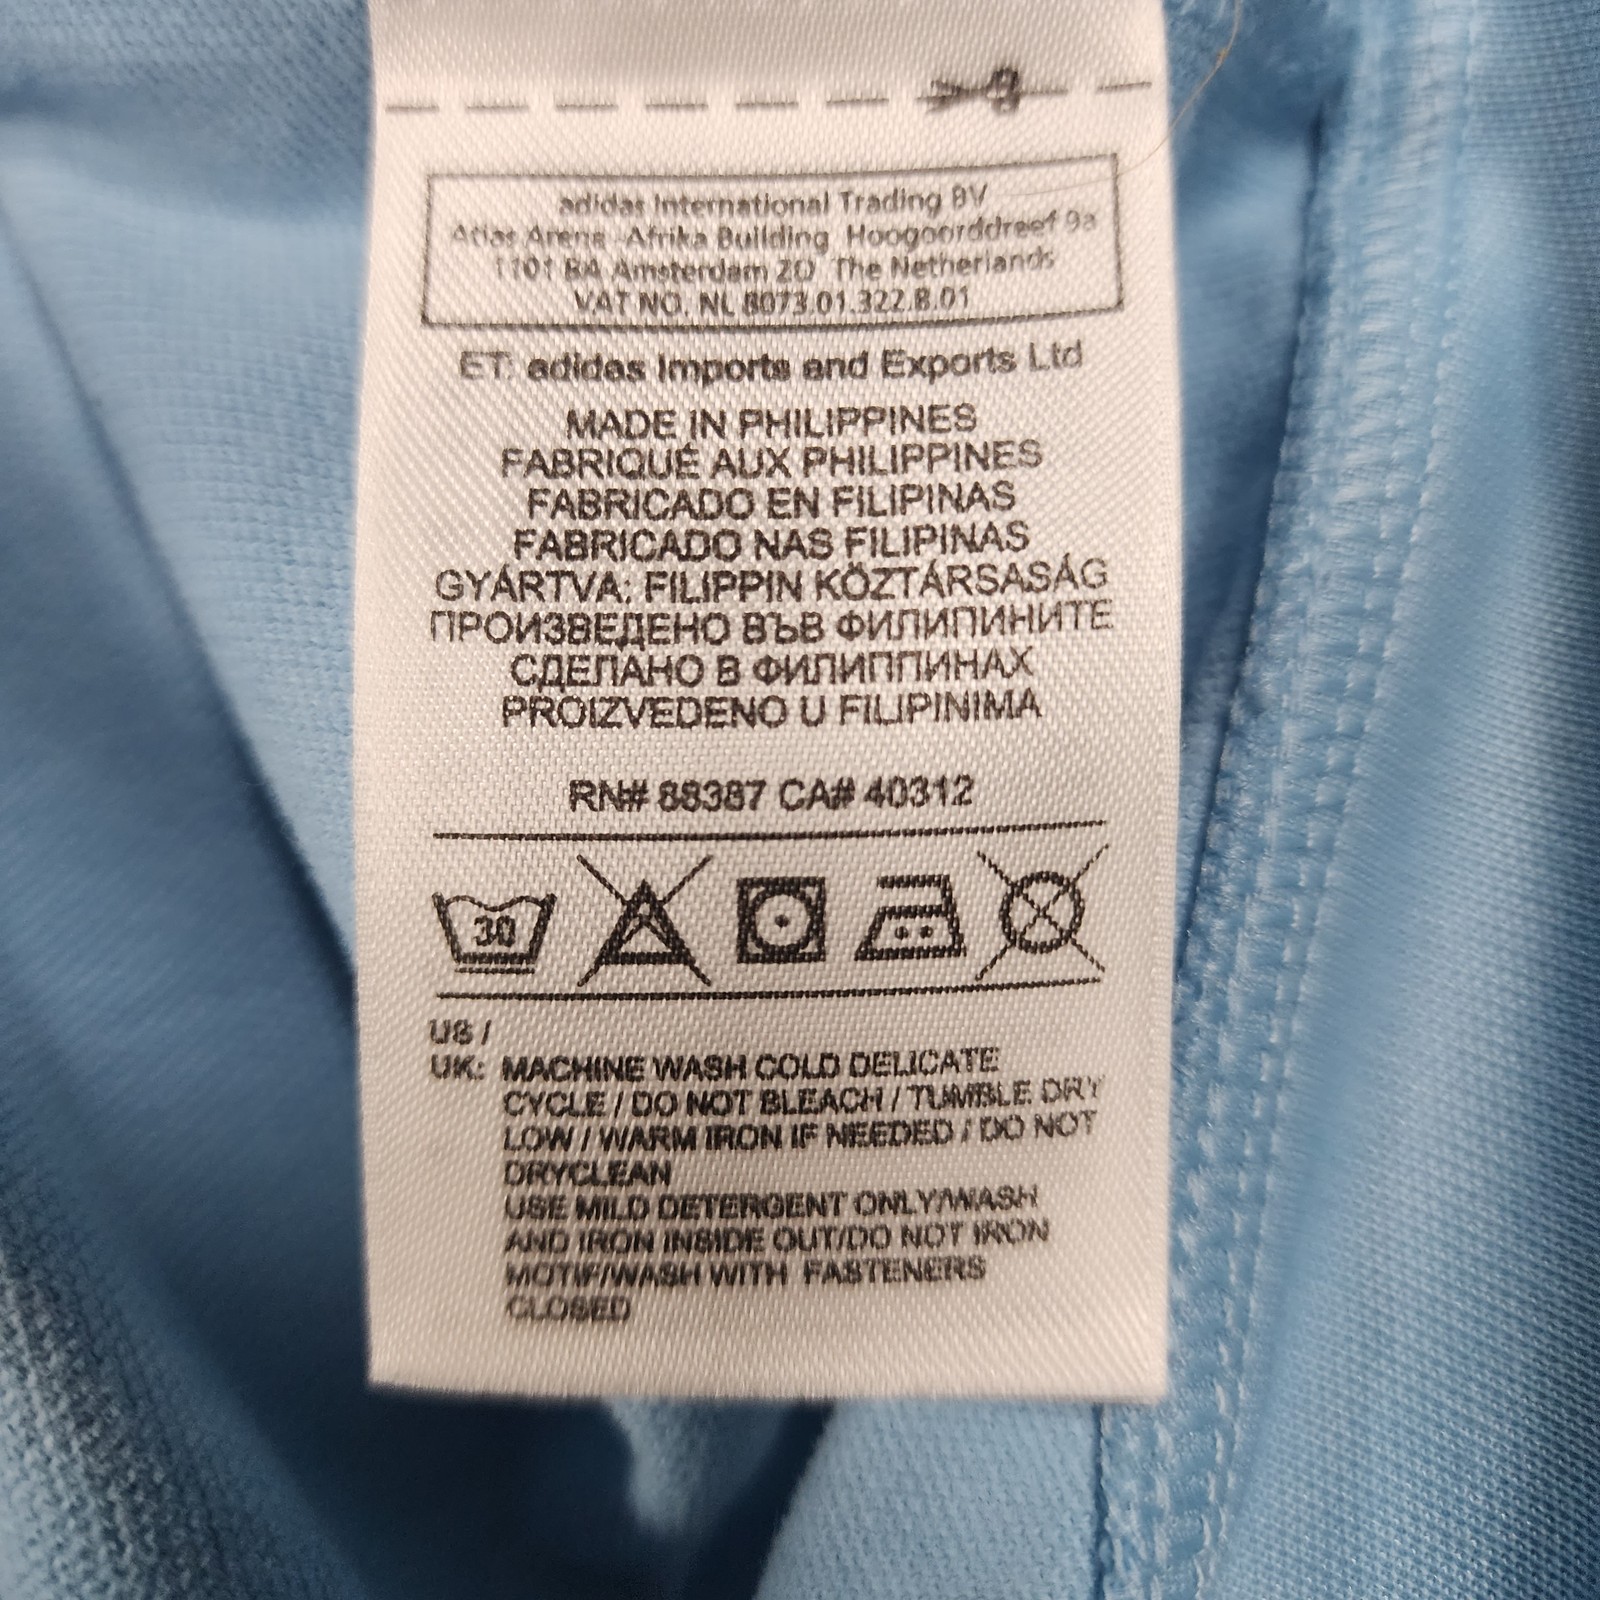 adidas International Trading BV
Atlas Arena -Afrika Building Hoogoorddreef 9a
1101 BA Amsterdam ZO The Netherlands
VAT NO. NL 8073.01.322.B.01
ET: adidas Imports and Exports Ltd
MADE IN PHILIPPINES
FABRIQUÉ AUX PHILIPPINES
FABRICADO EN FILIPINAS
FABRICADO NAS FILIPINAS
GYÁRTVA: FILIPPIN KÖZTÁRSASÁG
ПРОИЗВЕДЕНО ВЪВ ФИЛИПИНИТЕ
СДЕЛАНО В ФИЛИППИНАХ
PROIZVEDENO U FILIPINIMA
RN# 88387 CA# 40312
30
US /
UK: MACHINE WASH COLD DELICATE
CYCLE / DO NOT BLEACH / TUMBLE DRY
LOW / WARM IRON IF NEEDED / DO NOT
DRYCLEAN
USE MILD DETERGENT ONLY/WASH
AND IRON INSIDE OUT/DO NOT IRON
MOTIF/WASH WITH FASTENERS
CLOSED